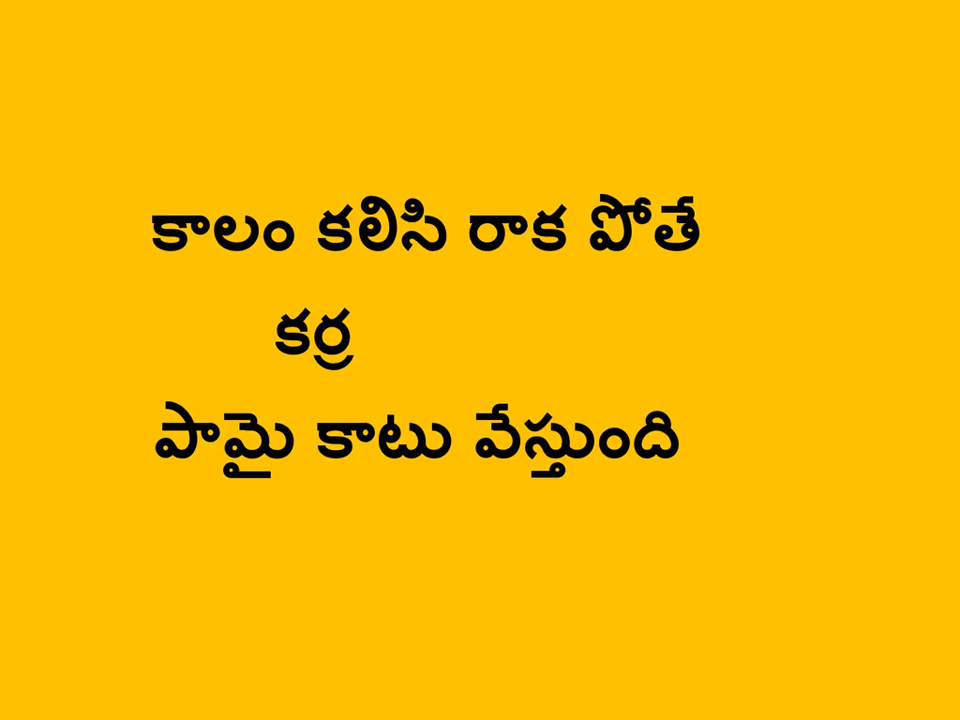 కాలం కలిసి రాక పోతే
కర్ర
పామై కాటు వేస్తుంది